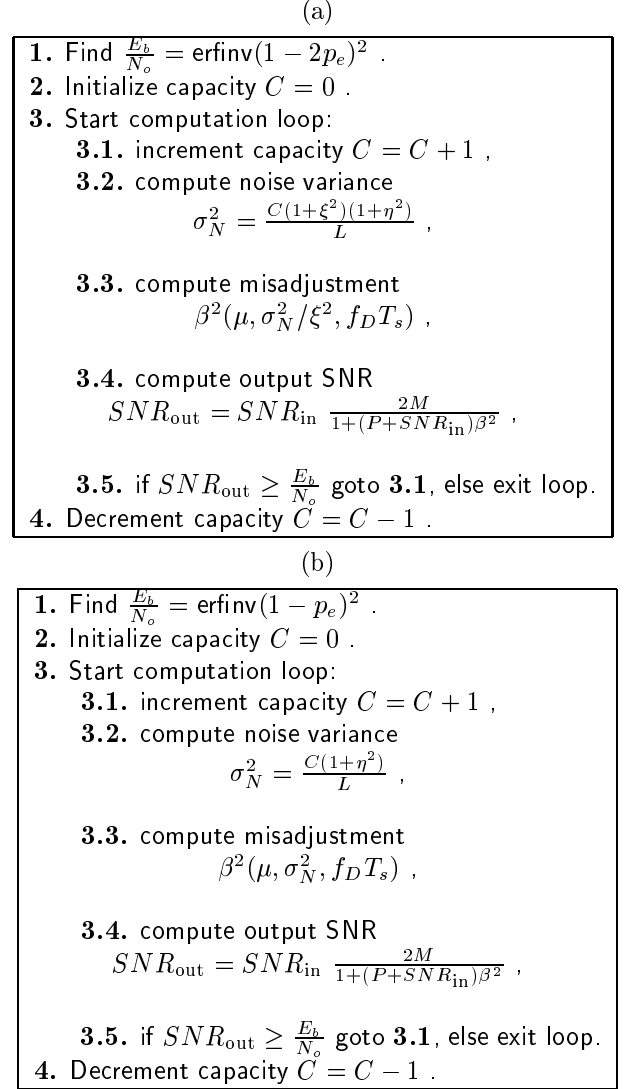 (a)
1. Find $\frac{E_b}{N_o} = \text{erfinv}(1 - 2p_e)^2$ .
2. Initialize capacity $C = 0$ .
3. Start computation loop:
3.1. increment capacity $C = C + 1$ ,
3.2. compute noise variance
$\sigma_N^2 = \frac{C(1+\xi^2)(1+\eta^2)}{L}$ ,
3.3. compute misadjustment
$\beta^2(\mu, \sigma_N^2/\xi^2, f_D T_s)$ ,
3.4. compute output SNR
$SNR_{\text{out}} = SNR_{\text{in}} \frac{2M}{1+(P+SNR_{\text{in}})\beta^2}$ ,
3.5. if $SNR_{\text{out}} \geq \frac{E_b}{N_o}$ goto 3.1, else exit loop.
4. Decrement capacity $C = C - 1$ .
(b)
1. Find $\frac{E_b}{N_o} = \text{erfinv}(1 - p_e)^2$ .
2. Initialize capacity $C = 0$ .
3. Start computation loop:
3.1. increment capacity $C = C + 1$ ,
3.2. compute noise variance
$\sigma_N^2 = \frac{C(1+\eta^2)}{L}$ ,
3.3. compute misadjustment
$\beta^2(\mu, \sigma_N^2, f_D T_s)$ ,
3.4. compute output SNR
$SNR_{\text{out}} = SNR_{\text{in}} \frac{2M}{1+(P+SNR_{\text{in}})\beta^2}$ ,
3.5. if $SNR_{\text{out}} \geq \frac{E_b}{N_o}$ goto 3.1, else exit loop.
4. Decrement capacity $C = C - 1$ .